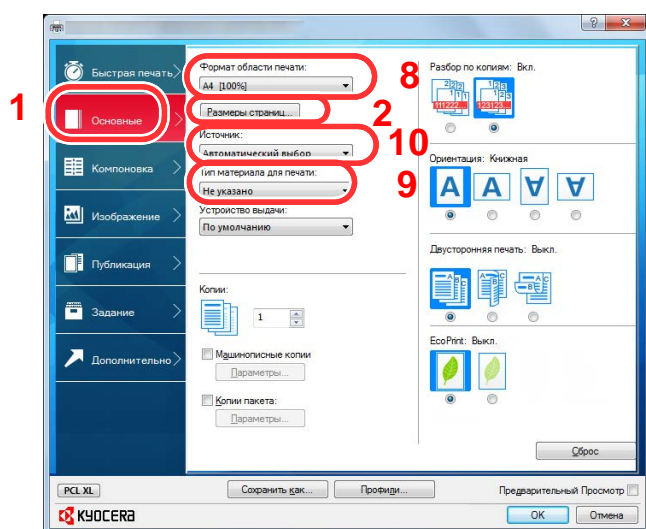 1
Быстрая печать
Основные
Компоновка
Изображение
Публикация
Задание
Дополнительно
Формат области печати:
A4 [100%]
8
Размеры страниц...
2
Источник:
Автоматический выбор
10
Тип материала для печати:
Не указано
9
Устройство выдачи:
По умолчанию
Копии:
1
Машинописные копии
Параметры...
Копии пакета:
Параметры...
Разбор по копиям: Вкл.
111222...
123123...
Ориентация: Книжная
A A A A
Двусторонняя печать: Выкл.
EcoPrint: Выкл.
Сброс
PCL XL
Сохранить как...
Профили...
Предварительный Просмотр
KYOCERA
OK
Отмена